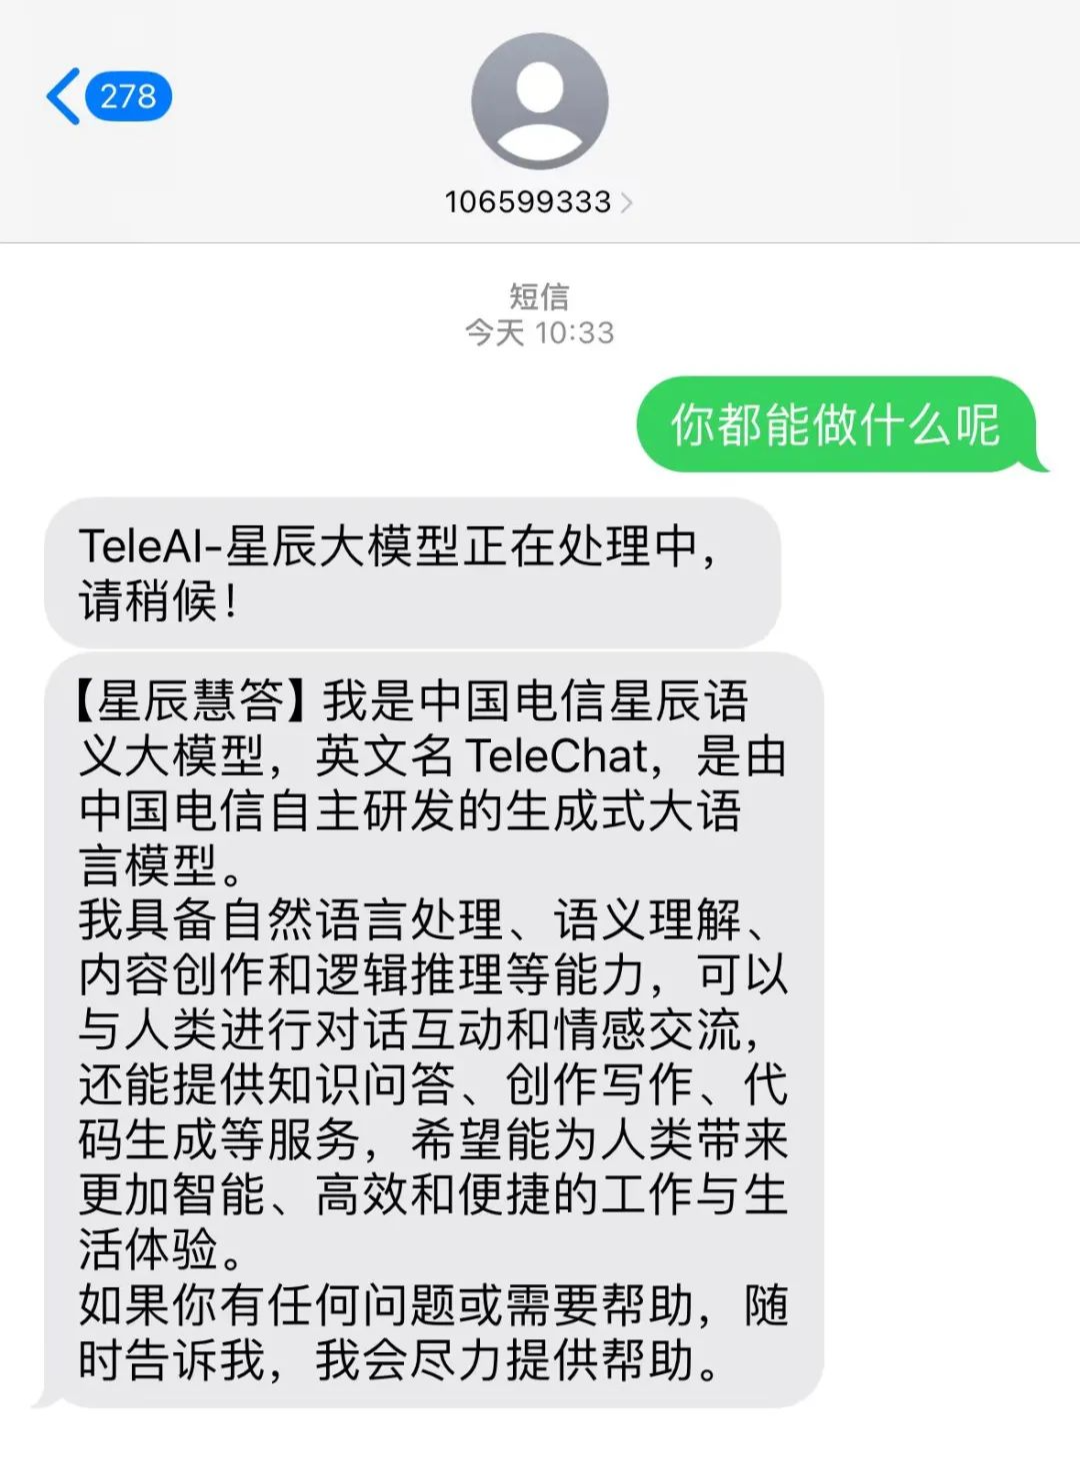 278
106599333
短信
今天 10:33
你都能做什么呢
TeleAI-星辰大模型正在处理中，
请稍候！
【星辰慧答】我是中国电信星辰语
义大模型，英文名 TeleChat，是由
中国电信自主研发的生成式大语
言模型。
我具备自然语言处理、语义理解、
内容创作和逻辑推理等能力，可以
与人类进行对话互动和情感交流，
还能提供知识问答、创作写作、代
码生成等服务，希望能为人类带来
更加智能、高效和便捷的工作与生
活体验。
如果你有任何问题或需要帮助，随
时告诉我，我会尽力提供帮助。